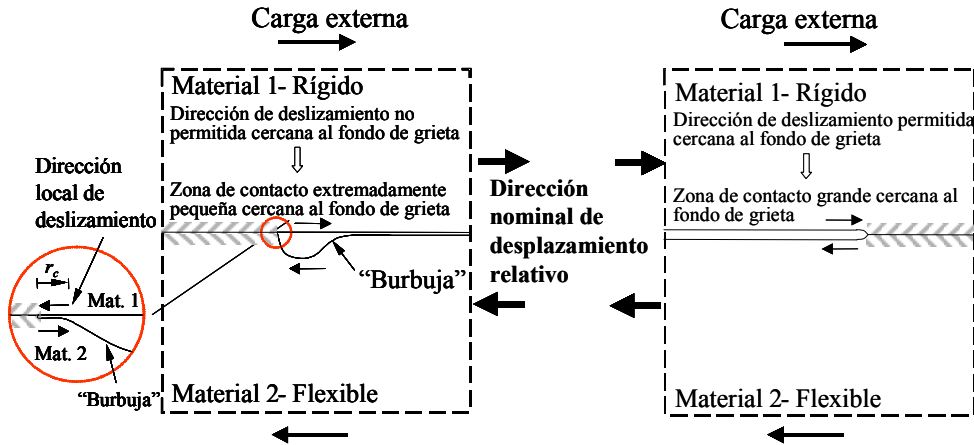 Carga externa
Material 1- Rígido
Dirección de deslizamiento no
permitida cercana al fondo de grieta
Zona de contacto extremadamente
pequeña cercana al fondo de grieta
"Burbuja"
Material 2- Flexible
Dirección
local de
deslizamiento
r_c
Mat. 1
Mat. 2
"Burbuja"
Dirección
nominal de
desplazamiento
relativo
Carga externa
Material 1- Rígido
Dirección de deslizamiento permitida
cercana al fondo de grieta
Zona de contacto grande cercana al
fondo de grieta
Material 2- Flexible